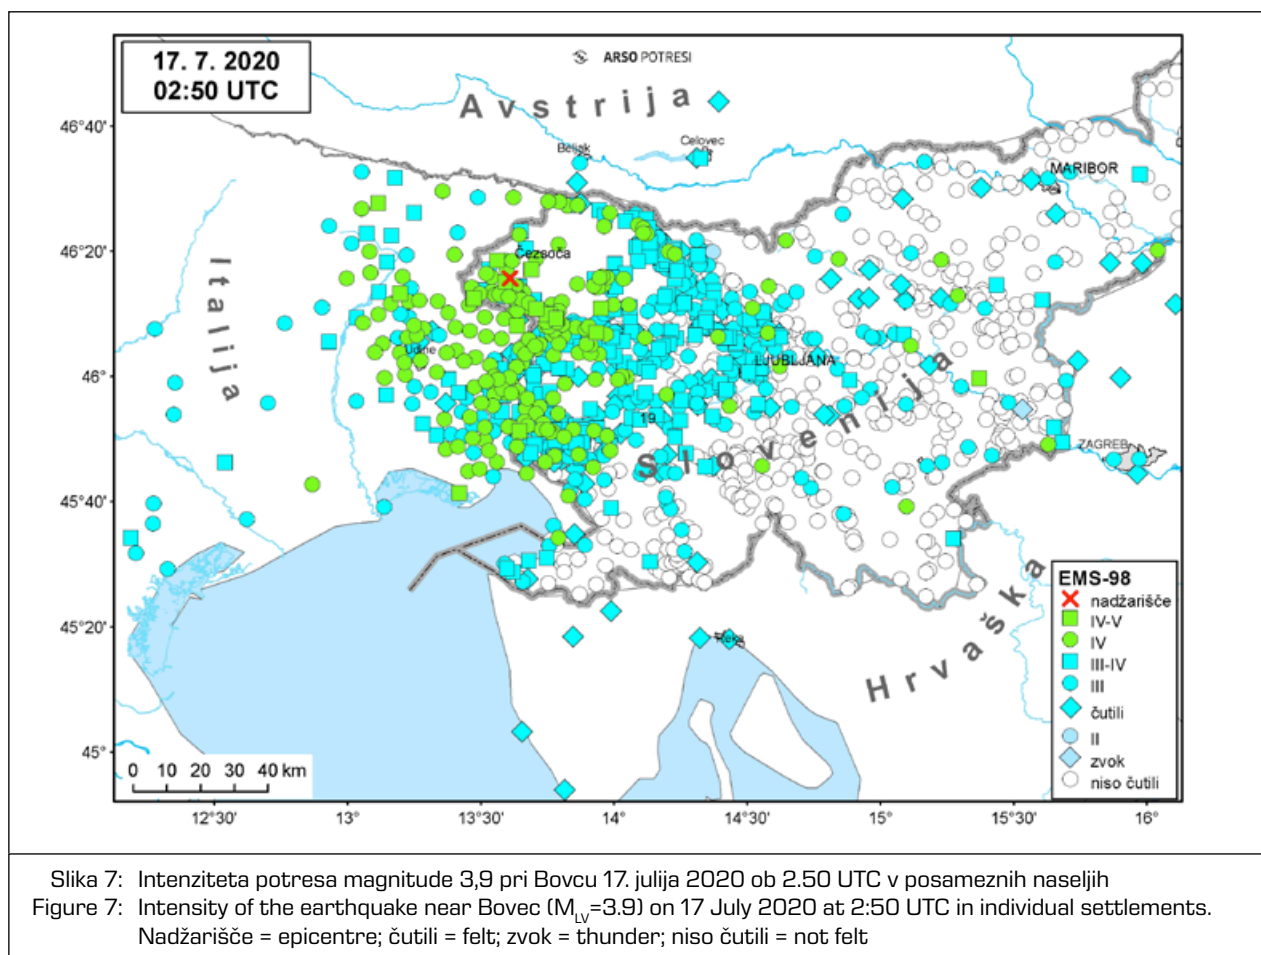 17. 7. 2020
02:50 UTC
ARSO POTRESI
Avstrija
Beljak
Celovec
MARIBOR
Čezsoča
Italija
Udine
LJUBLJANA
19
Slovenija
ZAGREB
Reka
Hrvaška
46°40'
46°20'
46°
45°40'
45°20'
45°
0 10 20 30 40 km
12°30'
13°
13°30'
14°
14°30'
15°
15°30'
16°
EMS-98
nadžarišče
IV-V
IV
III-IV
III
čutili
II
zvok
niso čutili
Slika 7: Intenziteta potresa magnitude 3,9 pri Bovcu 17. julija 2020 ob 2.50 UTC v posameznih naseljih
Figure 7: Intensity of the earthquake near Bovec (MLV=3.9) on 17 July 2020 at 2:50 UTC in individual settlements.
Nadžarišče = epicentre; čutili = felt; zvok = thunder; niso čutili = not felt